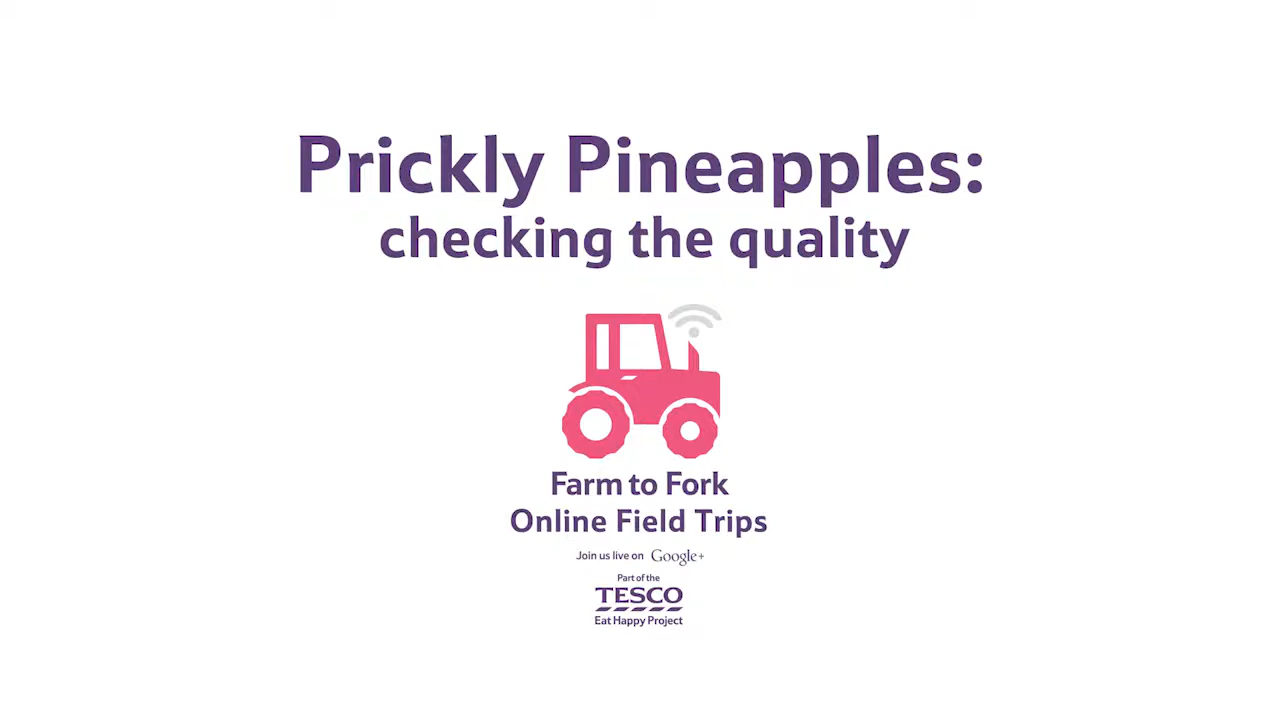 Prickly Pineapples:
checking the quality
Farm to Fork
Online Field Trips
Join us live on Google+
Part of the
TESCO
Eat Happy Project